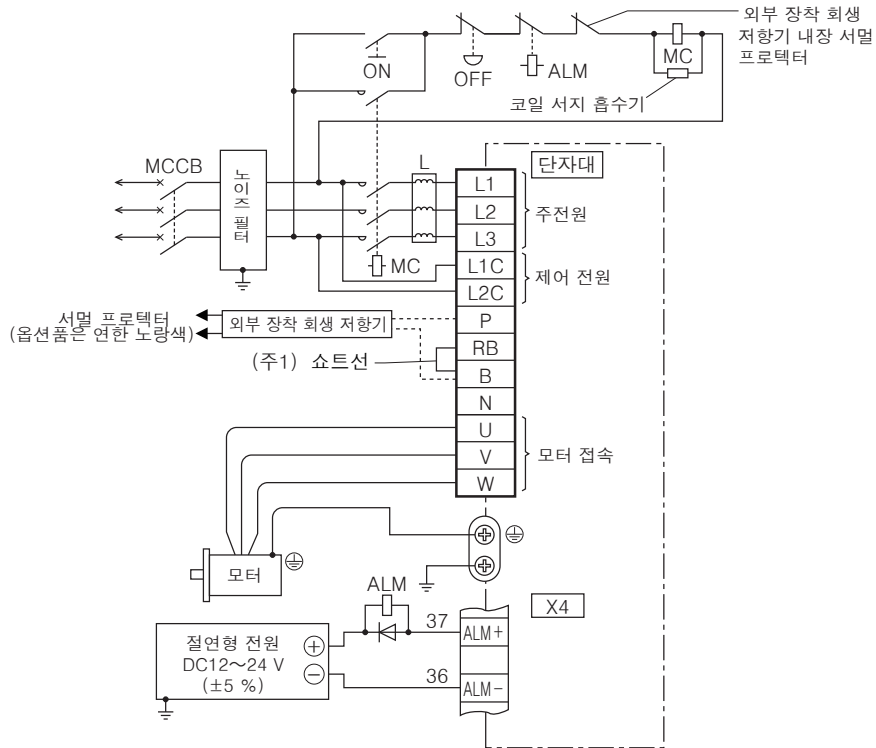 외부 장착 회생
저항기 내장 서멀
프로텍터
ON
OFF
ALM
MC
코일 서지 흡수기
MCCB
노이즈 필터
L
단자대
L1
L2
L3
주전원
MC
L1C
L2C
제어 전원
서멀 프로텍터
(옵션품은 연한 노랑색)
외부 장착 회생 저항기
P
(주1) 쇼트선
RB
B
N
U
V
W
모터 접속
모터
ALM
X4
절연형 전원
DC12～24 V
(±5 %)
+
−
37
ALM+
36
ALM−